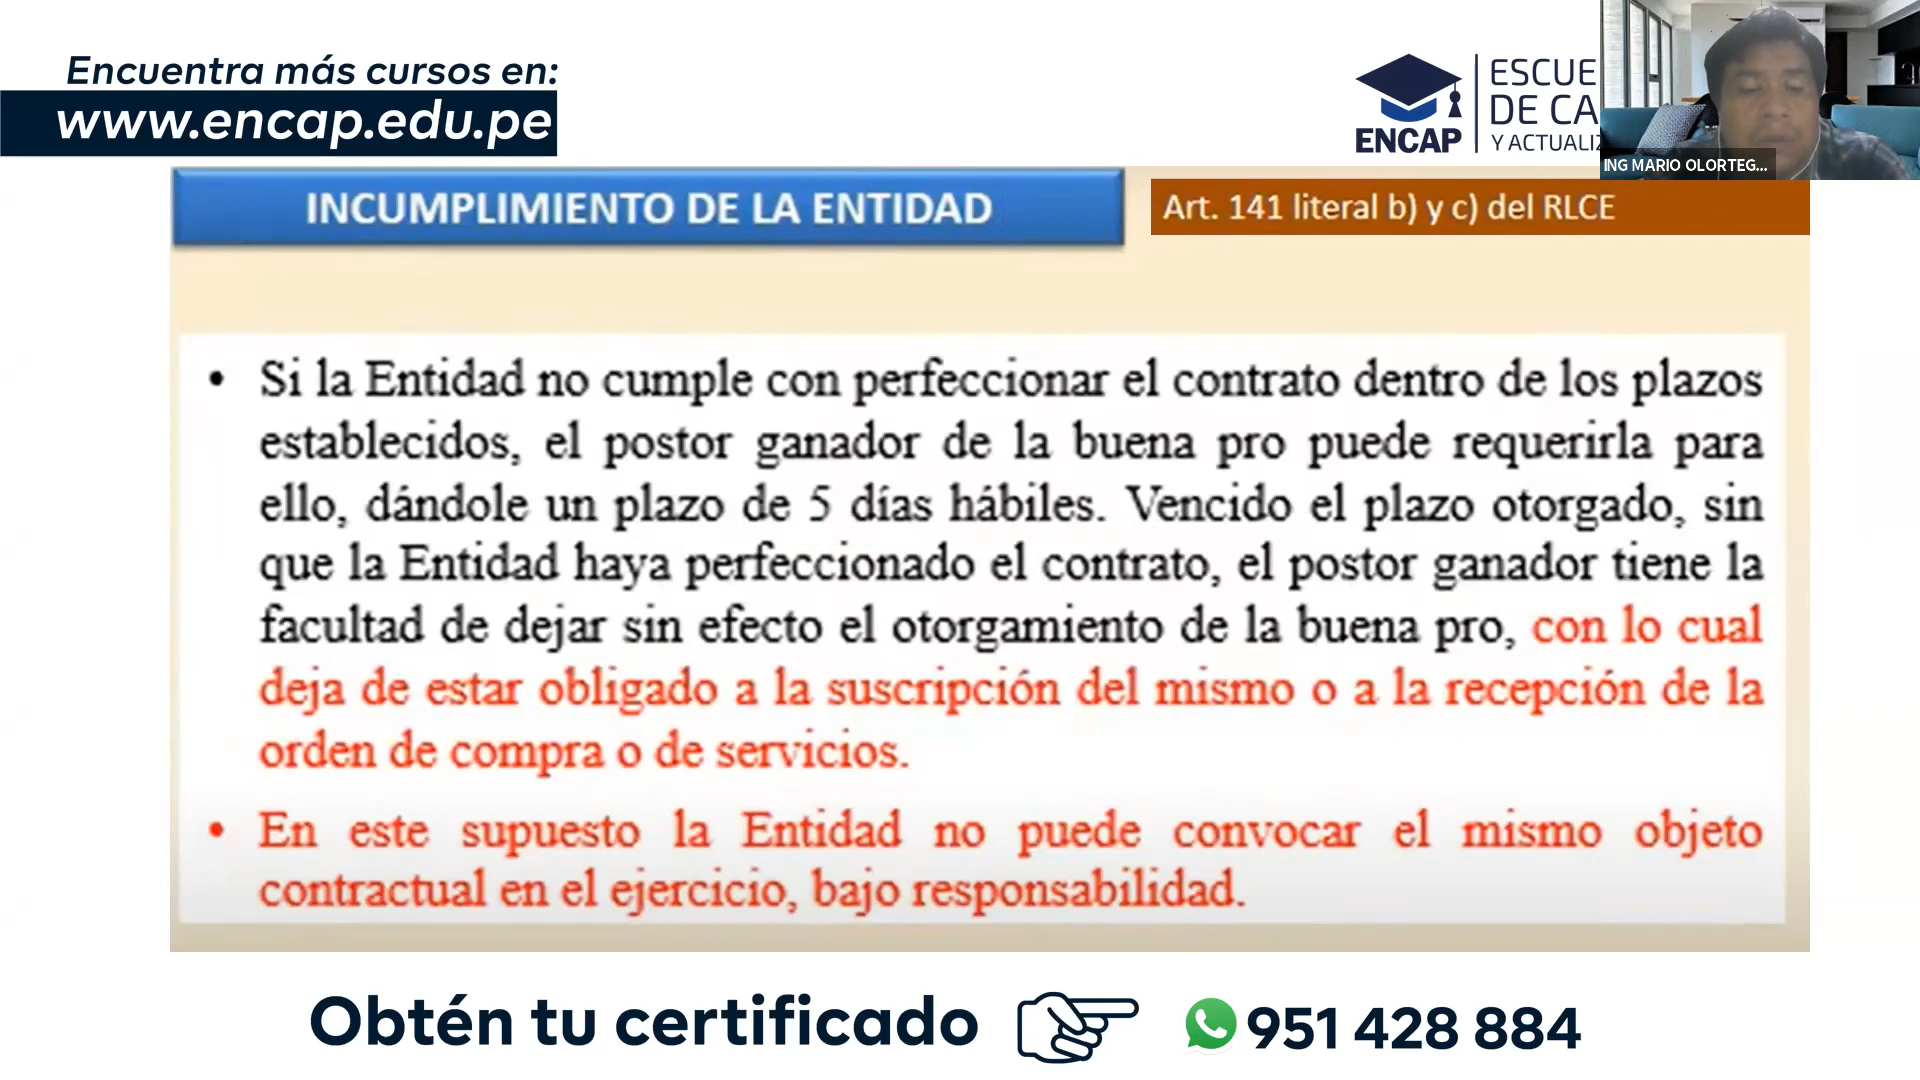 Encuentra más cursos en:
www.encap.edu.pe
ENCAP
ESCUE
DE CA
Y ACTUALIZ
ING MARIO OLORTEG...
INCUMPLIMIENTO DE LA ENTIDAD
Art. 141 literal b) y c) del RLCE
• Si la Entidad no cumple con perfeccionar el contrato dentro de los plazos
establecidos, el postor ganador de la buena pro puede requerirla para
ello, dándole un plazo de 5 días hábiles. Vencido el plazo otorgado, sin
que la Entidad haya perfeccionado el contrato, el postor ganador tiene la
facultad de dejar sin efecto el otorgamiento de la buena pro, con lo cual
deja de estar obligado a la suscripción del mismo o a la recepción de la
orden de compra o de servicios.
• En este supuesto la Entidad no puede convocar el mismo objeto
contractual en el ejercicio, bajo responsabilidad.
Obtén tu certificado
951 428 884